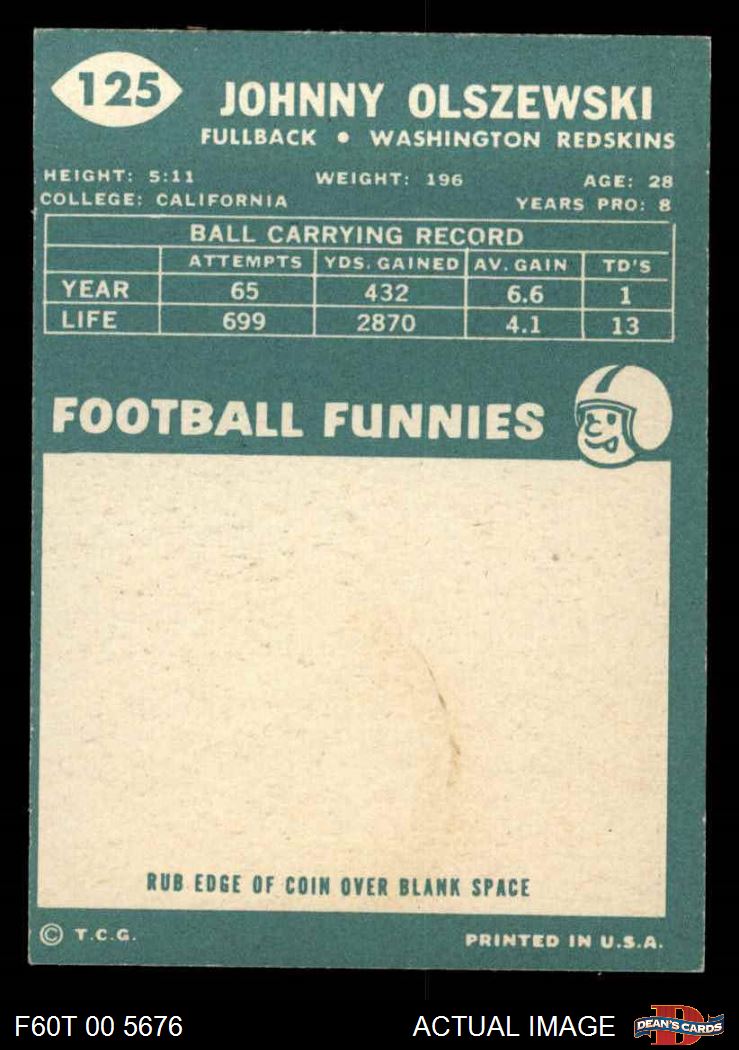 125
JOHNNY OLSZEWSKI
FULLBACK • WASHINGTON REDSKINS
HEIGHT: 5:11 WEIGHT: 196 AGE: 28
COLLEGE: CALIFORNIA YEARS PRO: 8
BALL CARRYING RECORD
ATTEMPTS YDS. GAINED AV. GAIN TD'S
YEAR 65 432 6.6 1
LIFE 699 2870 4.1 13
FOOTBALL FUNNIES
RUB EDGE OF COIN OVER BLANK SPACE
© T.C.G. PRINTED IN U.S.A.
F60T 00 5676 ACTUAL IMAGE DEAN'S CARDS